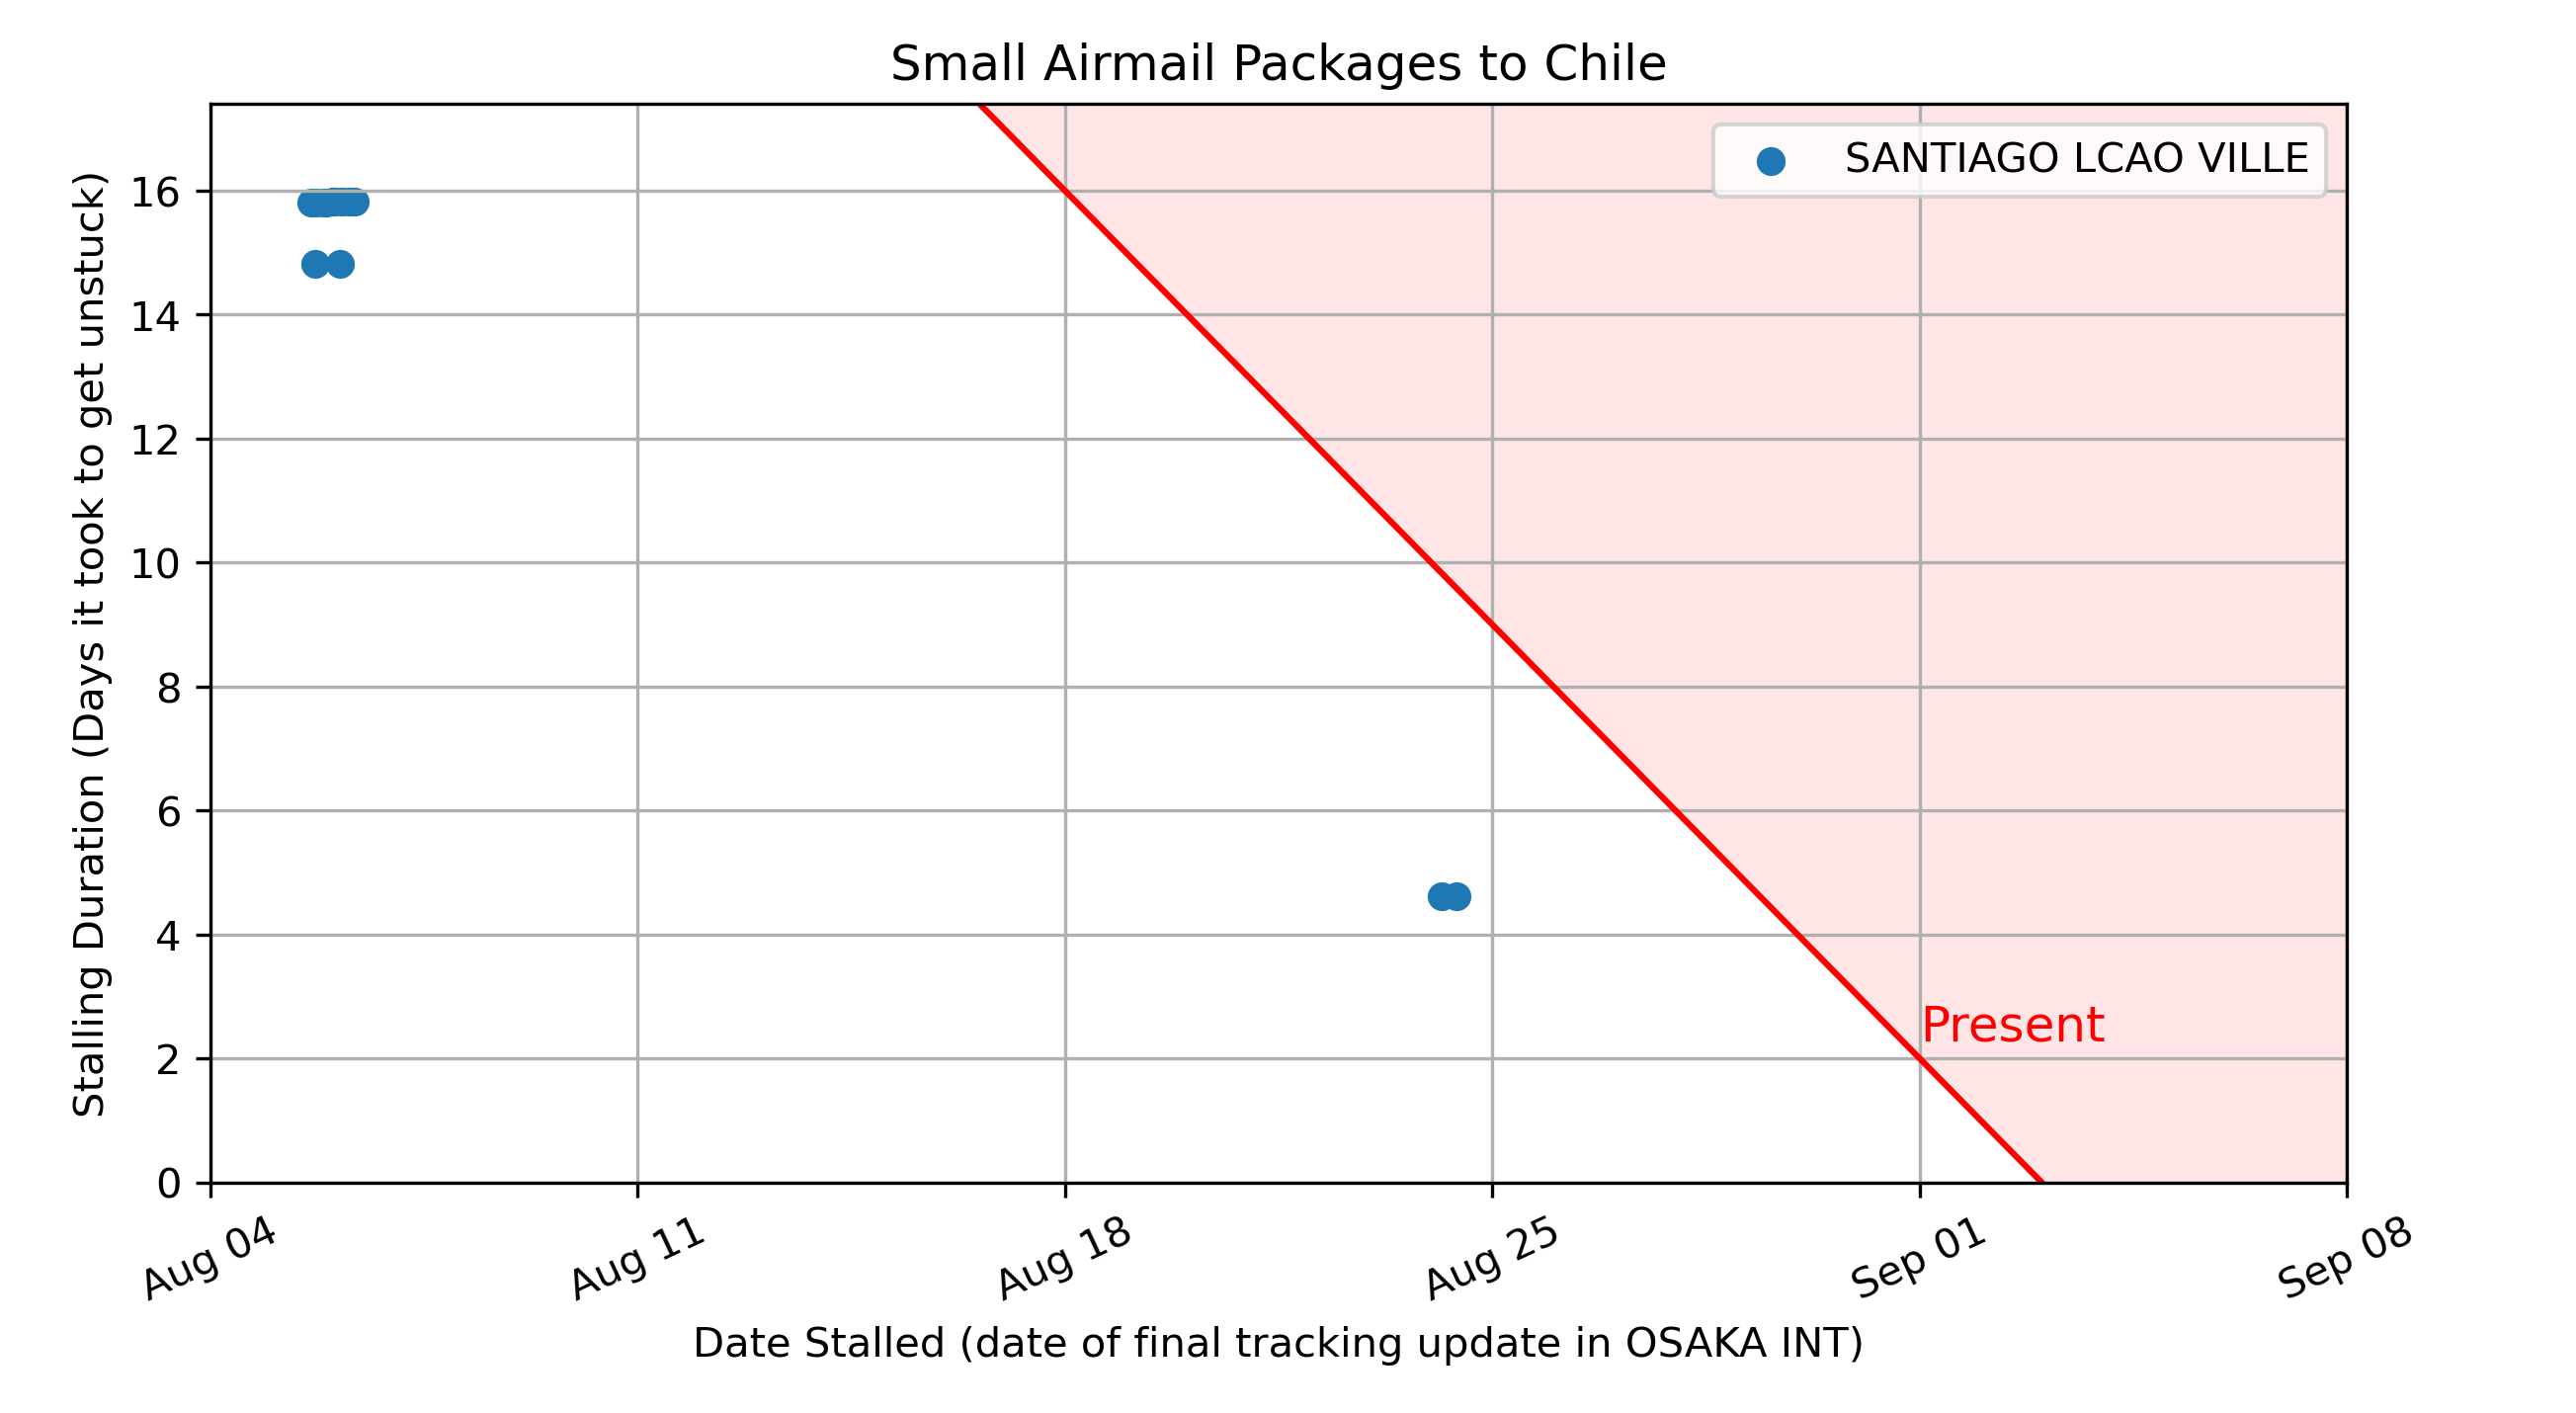 Small Airmail Packages to Chile
SANTIAGO LCAO VILLE
Stalling Duration (Days it took to get unstuck)
16
14
12
10
8
6
4
2
0
Present
Aug 04
Aug 11
Aug 18
Aug 25
Sep 01
Sep 08
Date Stalled (date of final tracking update in OSAKA INT)